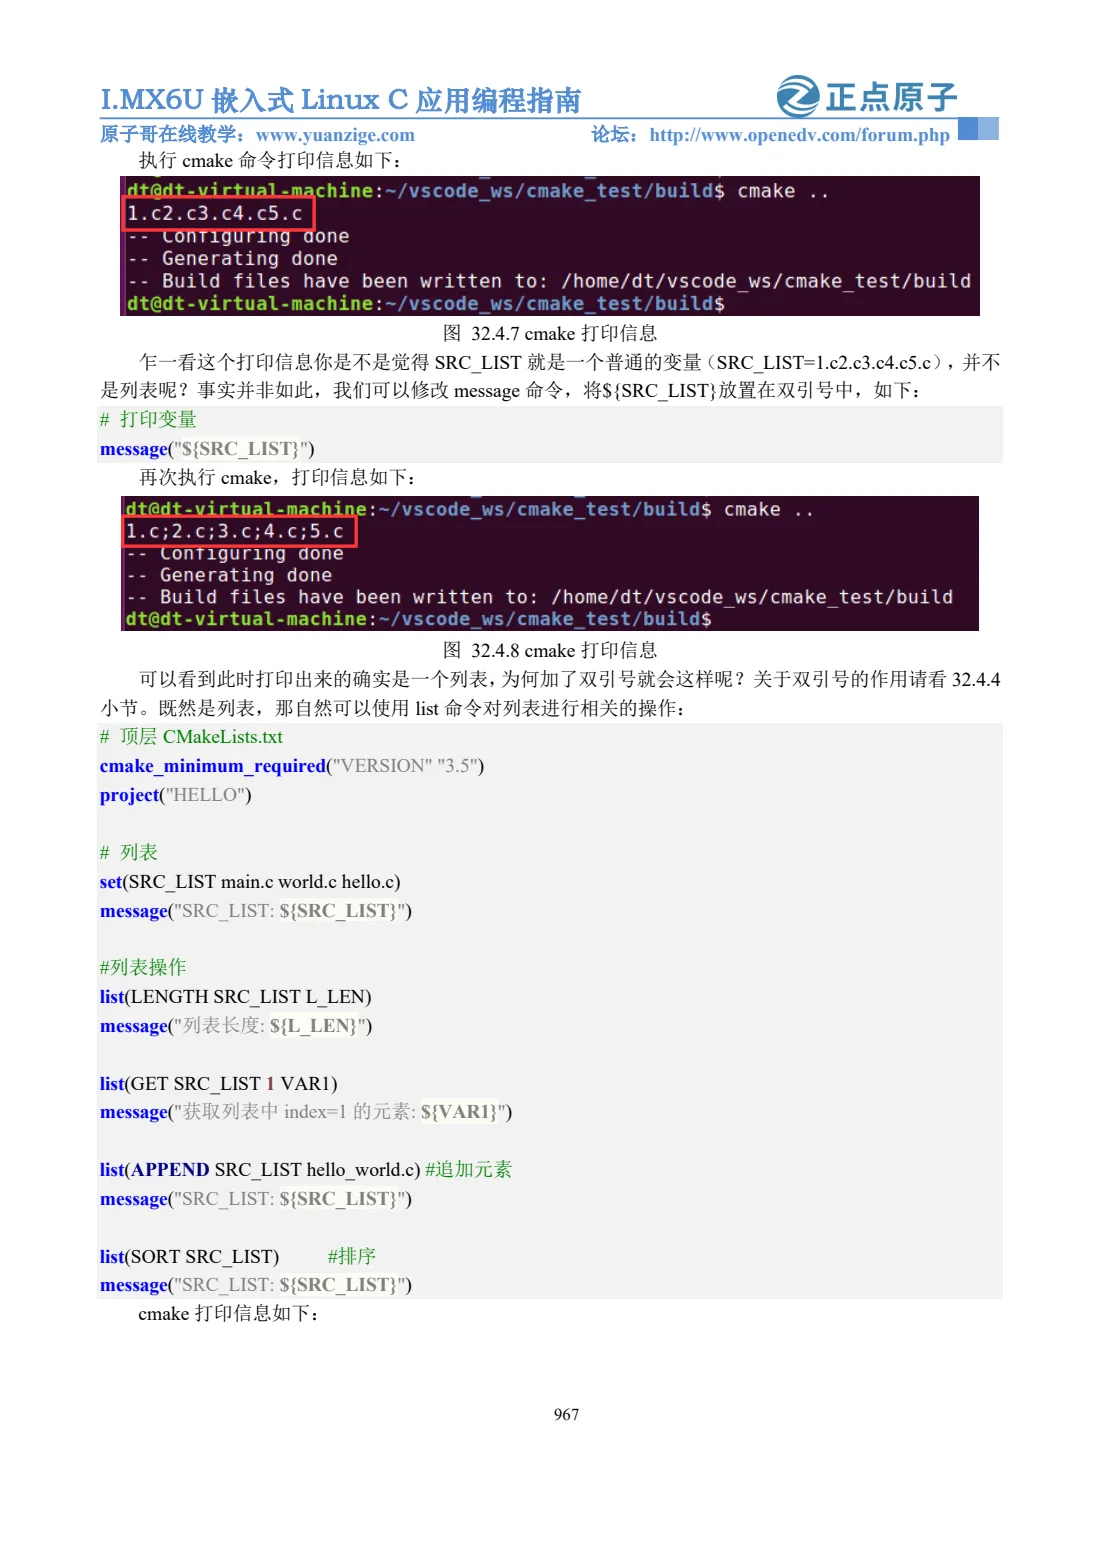 I.MX6U 嵌入式 Linux C 应用编程指南
正点原子
原子哥在线教学：www.yuanzige.com 论坛：http://www.openedv.com/forum.php
执行 cmake 命令打印信息如下：
dt@dt-virtual-machine:~/vscode_ws/cmake_test/build$ cmake ..
1.c2.c3.c4.c5.c
-- Configuring done
-- Generating done
-- Build files have been written to: /home/dt/vscode_ws/cmake_test/build
dt@dt-virtual-machine:~/vscode_ws/cmake_test/build$
图 32.4.7 cmake 打印信息
乍一看这个打印信息你是不是觉得 SRC_LIST 就是一个普通的变量（SRC_LIST=1.c2.c3.c4.c5.c），并不
是列表呢？事实并非如此，我们可以修改 message 命令，将${SRC_LIST}放置在双引号中，如下：
# 打印变量
message("${SRC_LIST}")
再次执行 cmake，打印信息如下：
dt@dt-virtual-machine:~/vscode_ws/cmake_test/build$ cmake ..
1.c;2.c;3.c;4.c;5.c
-- Configuring done
-- Generating done
-- Build files have been written to: /home/dt/vscode_ws/cmake_test/build
dt@dt-virtual-machine:~/vscode_ws/cmake_test/build$
图 32.4.8 cmake 打印信息
可以看到此时打印出来的确实是一个列表，为何加了双引号就会这样呢？关于双引号的作用请看 32.4.4
小节。既然是列表，那自然可以使用 list 命令对列表进行相关的操作：
# 顶层 CMakeLists.txt
cmake_minimum_required("VERSION" "3.5")
project("HELLO")
# 列表
set(SRC_LIST main.c world.c hello.c)
message("SRC_LIST: ${SRC_LIST}")
#列表操作
list(LENGTH SRC_LIST L_LEN)
message("列表长度: ${L_LEN}")
list(GET SRC_LIST 1 VAR1)
message("获取列表中 index=1 的元素: ${VAR1}")
list(APPEND SRC_LIST hello_world.c) #追加元素
message("SRC_LIST: ${SRC_LIST}")
list(SORT SRC_LIST) #排序
message("SRC_LIST: ${SRC_LIST}")
cmake 打印信息如下：
967